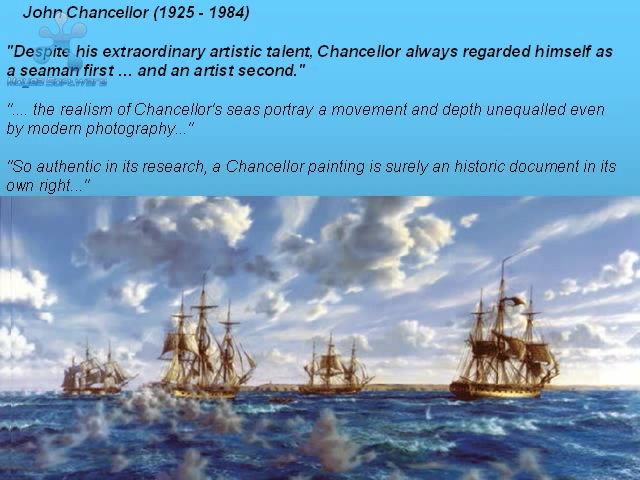 John Chancellor (1925 - 1984)
"Despite his extraordinary artistic talent, Chancellor always regarded himself as
a seaman first ... and an artist second."
".... the realism of Chancellor's seas portray a movement and depth unequalled even
by modern photography..."
"So authentic in its research, a Chancellor painting is surely an historic document in its
own right..."